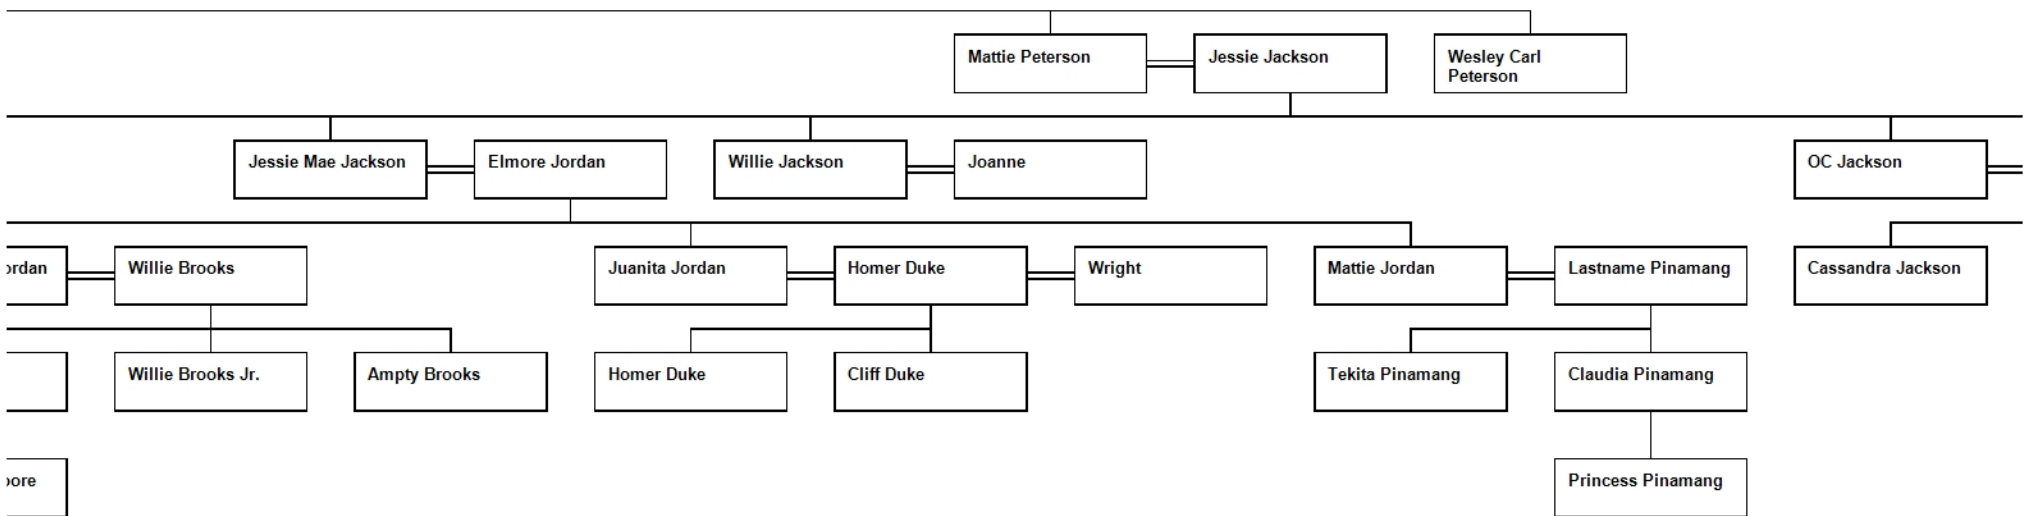 Mattie Peterson
Jessie Jackson
Wesley Carl
Peterson
Jessie Mae Jackson
Elmore Jordan
Willie Jackson
Joanne
OC Jackson
Willie Brooks
Juanita Jordan
Homer Duke
Wright
Mattie Jordan
Lastname Pinamang
Cassandra Jackson
Willie Brooks Jr.
Ampty Brooks
Homer Duke
Cliff Duke
Tekita Pinamang
Claudia Pinamang
Princess Pinamang